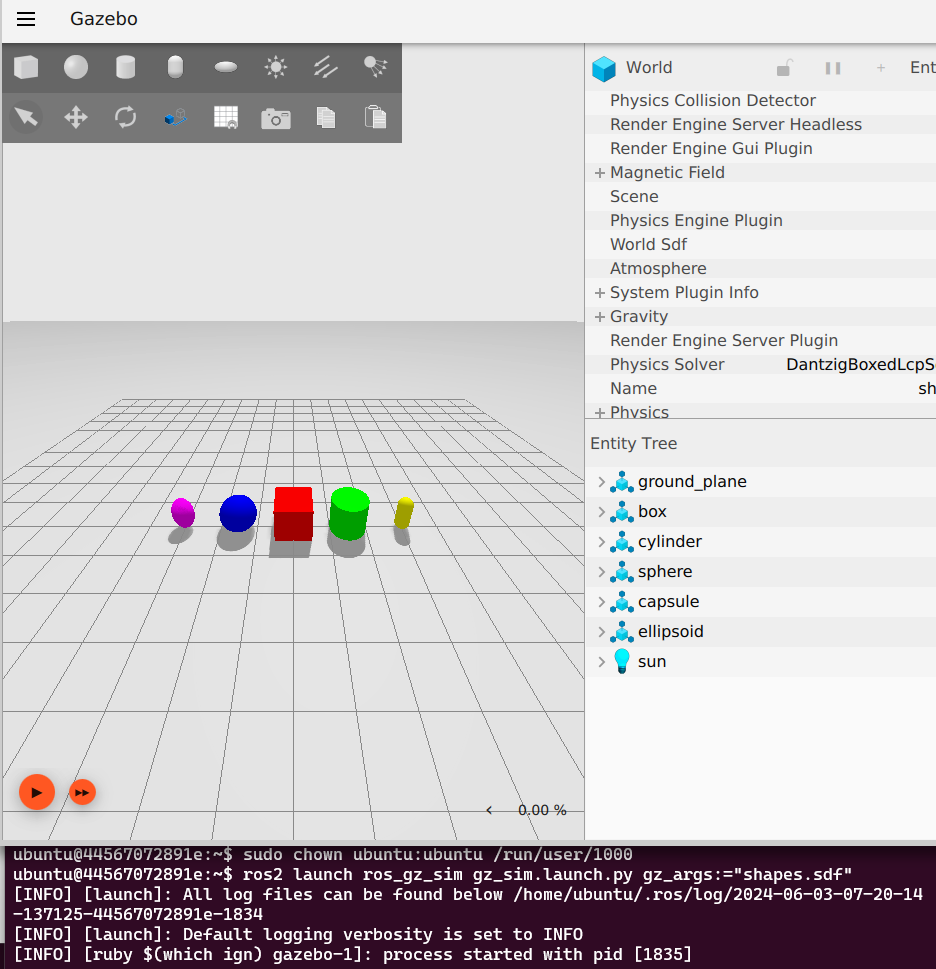 Gazebo
World
Ent
Physics Collision Detector
Render Engine Server Headless
Render Engine Gui Plugin
Magnetic Field
Scene
Physics Engine Plugin
World Sdf
Atmosphere
System Plugin Info
Gravity
Render Engine Server Plugin
Physics Solver DantzigBoxedLcpS
Name sh
Physics
Entity Tree
ground_plane
box
cylinder
sphere
capsule
ellipsoid
sun
0.00 %
ubuntu@44567072891e:~$ sudo chown ubuntu:ubuntu /run/user/1000
ubuntu@44567072891e:~$ ros2 launch ros_gz_sim gz_sim.launch.py gz_args:="shapes.sdf"
[INFO] [launch]: All log files can be found below /home/ubuntu/.ros/log/2024-06-03-07-20-14
-137125-44567072891e-1834
[INFO] [launch]: Default logging verbosity is set to INFO
[INFO] [ruby $(which ign) gazebo-1]: process started with pid [1835]